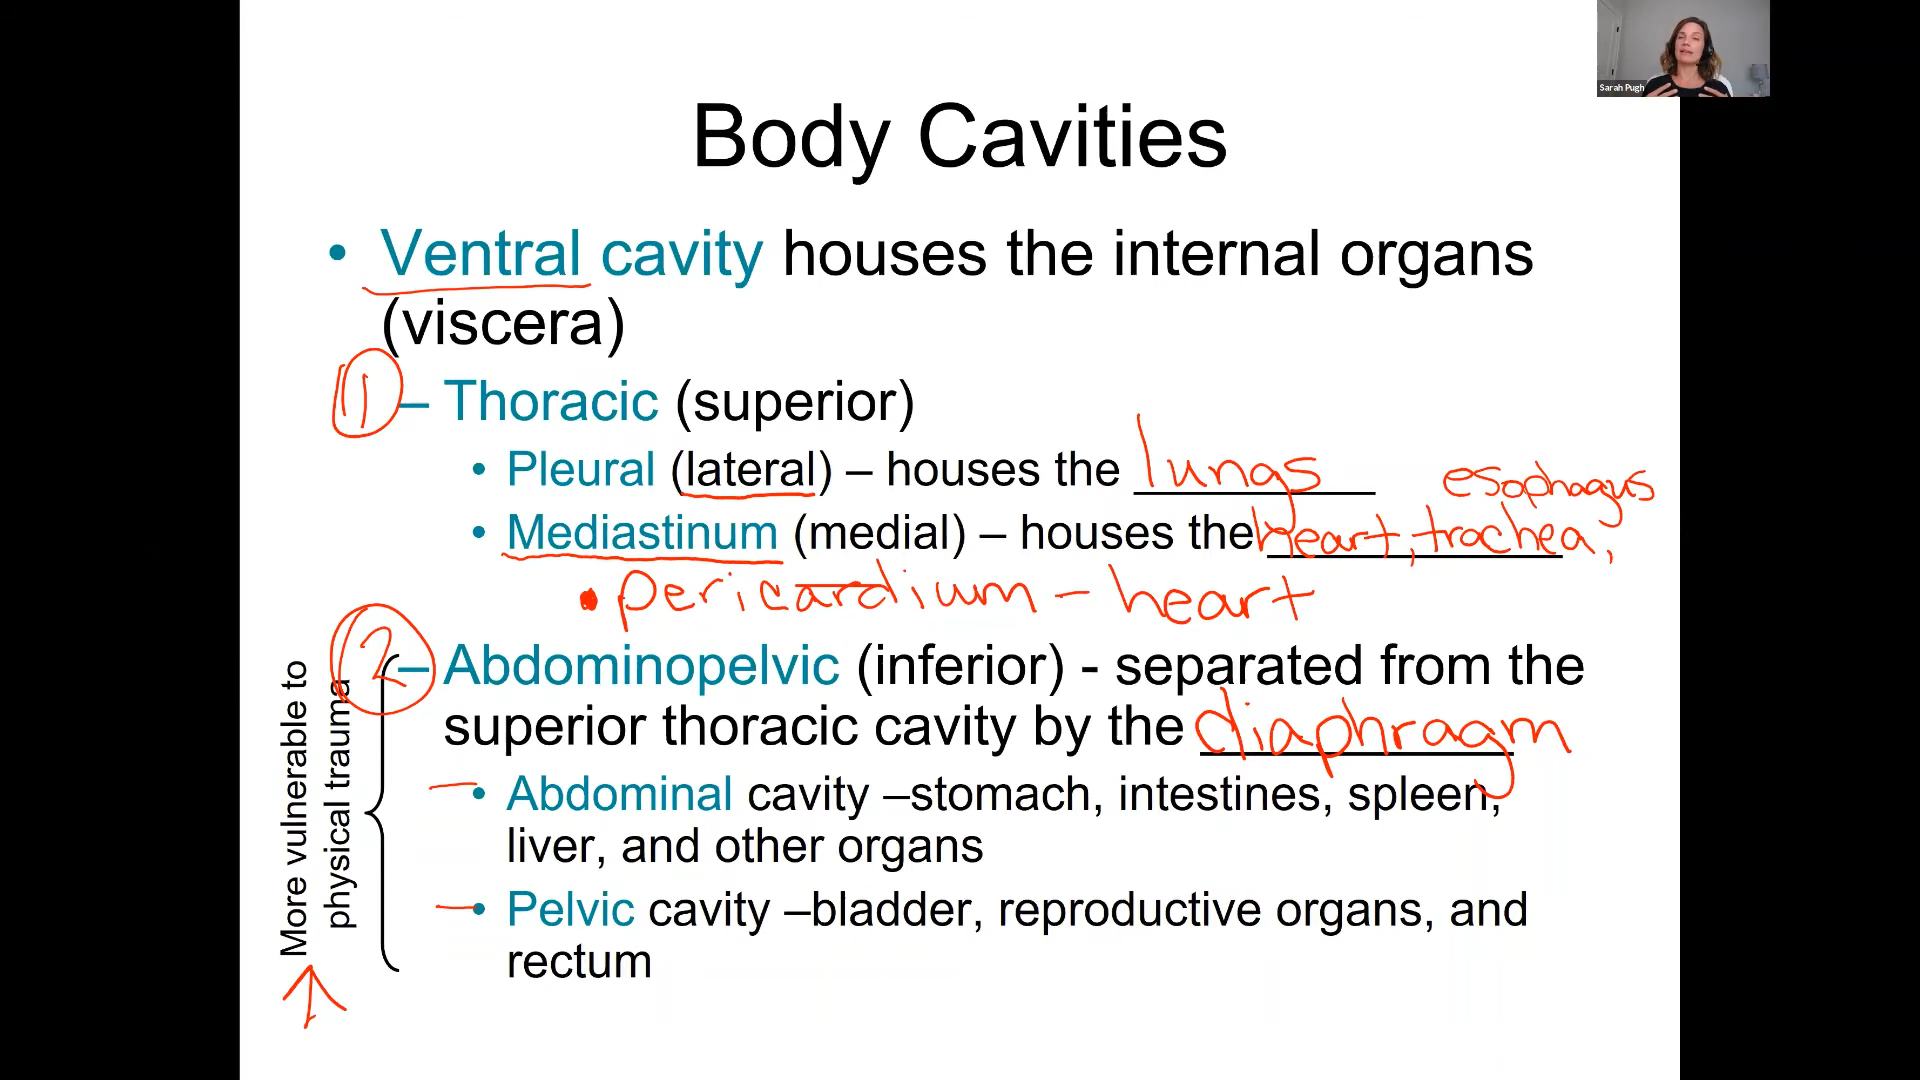 Sarah Pugh
Body Cavities
• Ventral cavity houses the internal organs
(viscera)
1 – Thoracic (superior)
• Pleural (lateral) – houses the lungs
esophagus
• Mediastinum (medial) – houses the heart, trachea,
• pericardium – heart
2 – Abdominopelvic (inferior) - separated from the
superior thoracic cavity by the diaphragm
• Abdominal cavity –stomach, intestines, spleen,
liver, and other organs
• Pelvic cavity –bladder, reproductive organs, and
rectum
More vulnerable to
physical trauma